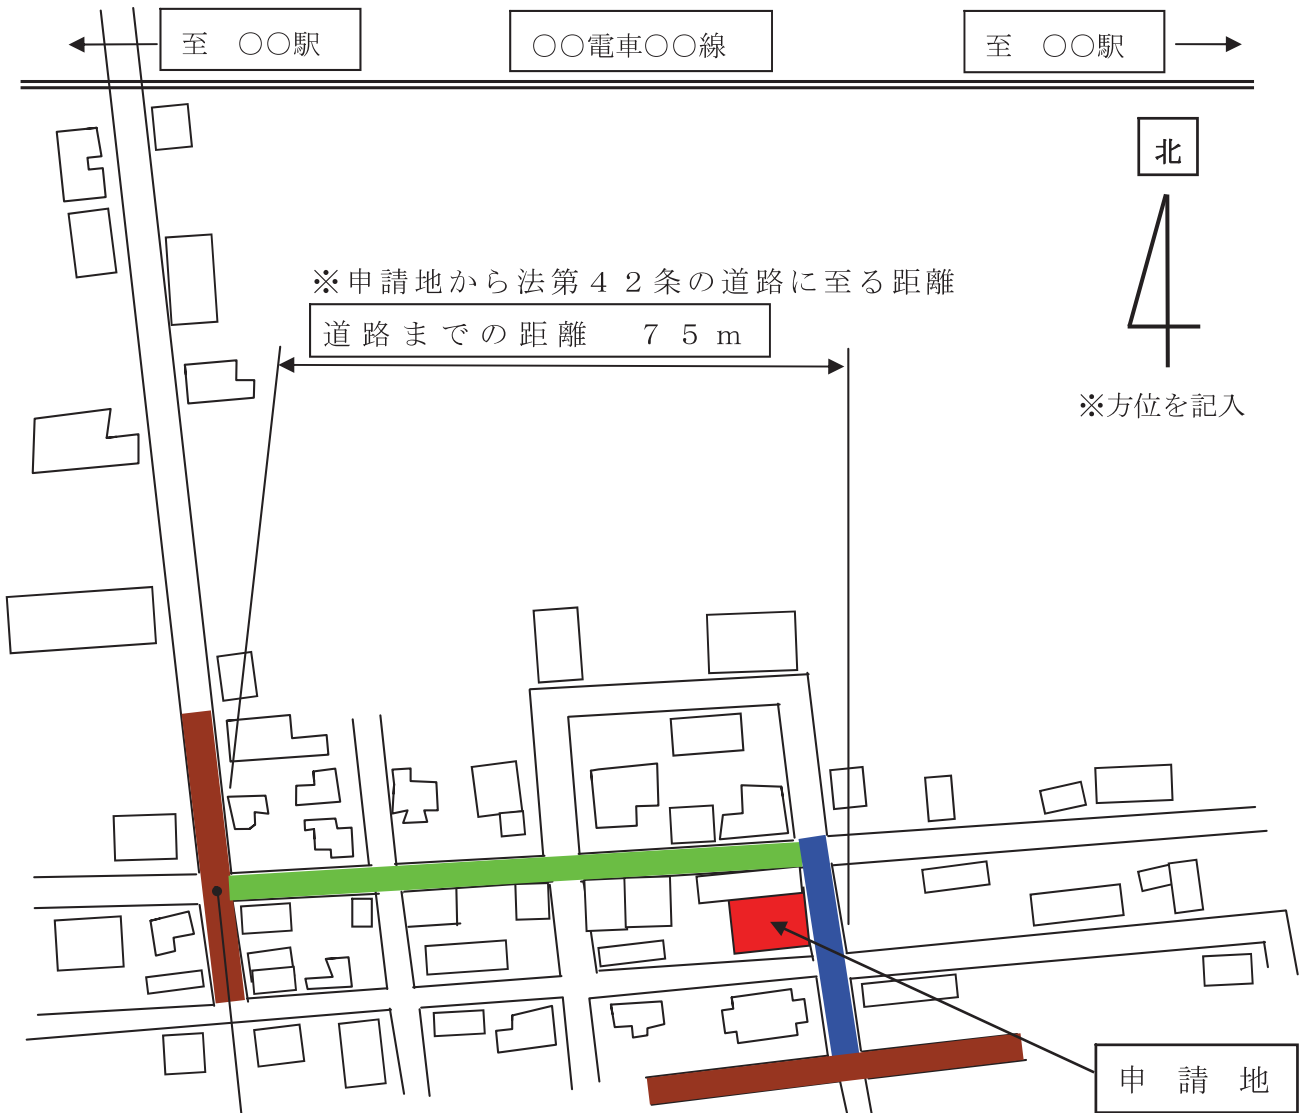 至　○○駅
○○電車○○線
至　○○駅
北
※申請地から法第４２条の道路に至る距離
道路までの距離　７５ｍ
※方位を記入
申　請　地